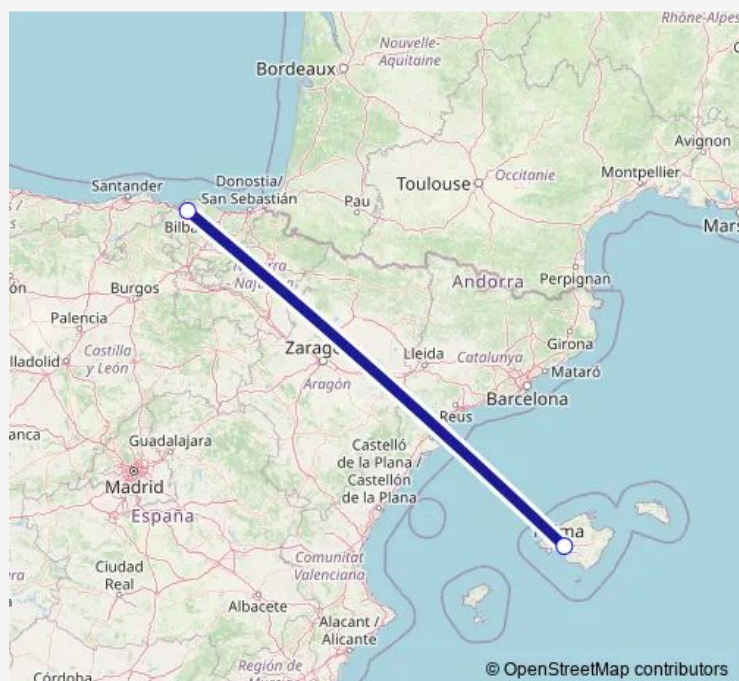 Rhône-Alpes
Nouvelle-
Aquitaine
Bordeaux
Avignon
Montpellier
Toulouse
Occitanie
Donostia/
San Sebastián
Santander
Pau
Mars
Andorra
Perpignan
Burgos
Palencia
Girona
Lleida
Catalunya
Mataró
Castilla
y León
Aragón
Barcelona
Reus
Guadalajara
Castelló
de la Plana /
Castellón
de la Plana
Madrid
España
Comunitat
Valenciana
Ciudad
Real
Albacete
Alacant /
Alicante
Córdoba
Región de
© OpenStreetMap contributors